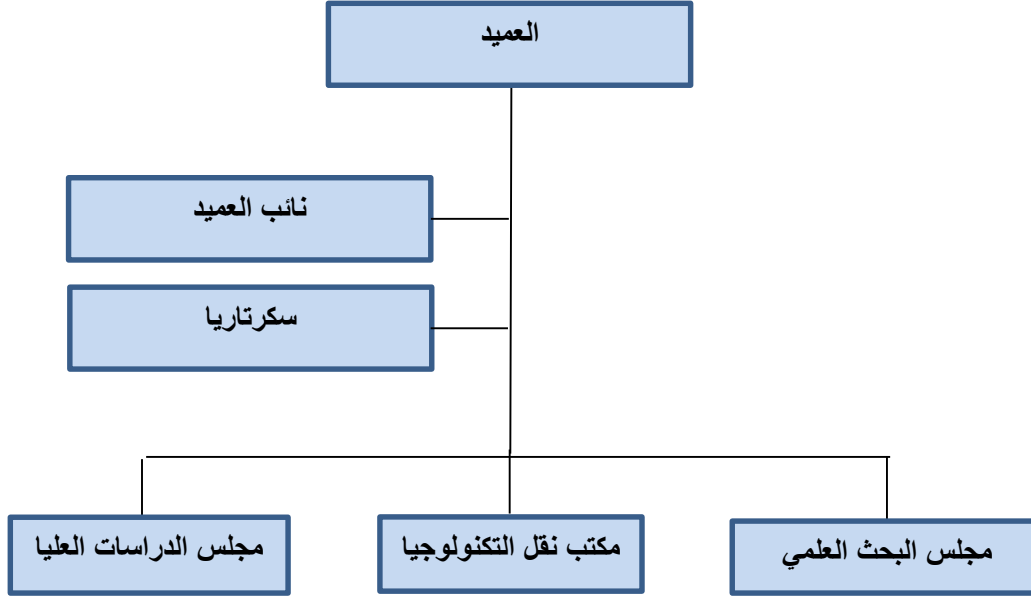 العميد
نائب العميد
سكرتاريا
مجلس البحث العلمي
مكتب نقل التكنولوجيا
مجلس الدراسات العليا